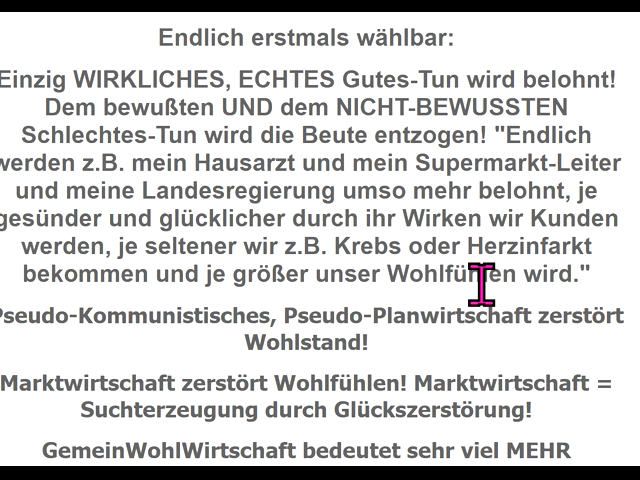 Endlich erstmals wählbar:
Einzig WIRKLICHES, ECHTES Gutes-Tun wird belohnt!
Dem bewußten UND dem NICHT-BEWUSSTEN
Schlechtes-Tun wird die Beute entzogen! "Endlich
werden z.B. mein Hausarzt und mein Supermarkt-Leiter
und meine Landesregierung umso mehr belohnt, je
gesünder und glücklicher durch ihr Wirken wir Kunden
werden, je seltener wir z.B. Krebs oder Herzinfarkt
bekommen und je größer unser Wohlfühlen wird."
Pseudo-Kommunistisches, Pseudo-Planwirtschaft zerstört
Wohlstand!
Marktwirtschaft zerstört Wohlfühlen! Marktwirtschaft =
Suchterzeugung durch Glückszerstörung!
GemeinWohlWirtschaft bedeutet sehr viel MEHR